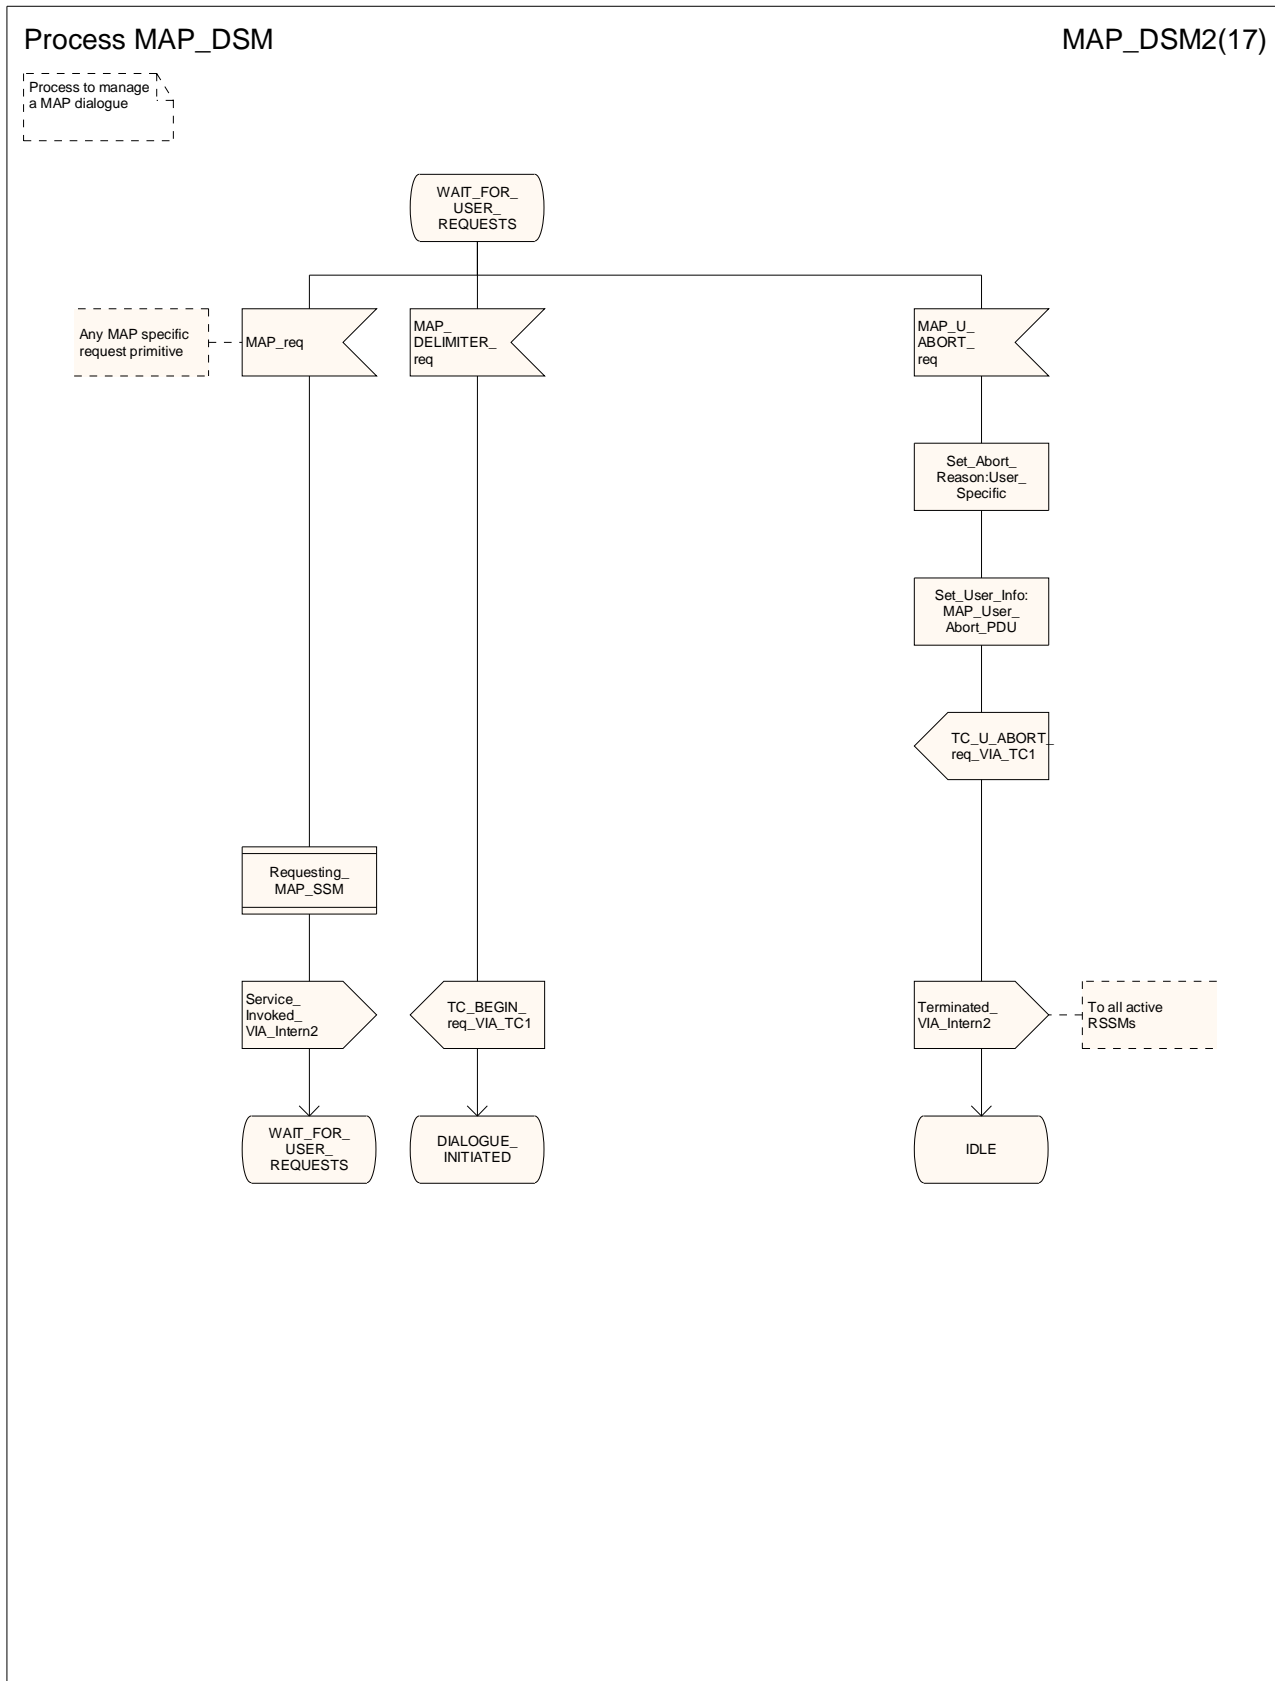 Process MAP_DSM
MAP_DSM2(17)
Process to manage
a MAP dialogue
WAIT_FOR_
USER_
REQUESTS
Any MAP specific
request primitive
MAP_req
MAP_
DELIMITER_
req
MAP_U_
ABORT_
req
Set_Abort_
Reason:User_
Specific
Set_User_Info:
MAP_User_
Abort_PDU
TC_U_ABORT_
req_VIA_TC1
Requesting_
MAP_SSM
Service_
Invoked_
VIA_Intern2
TC_BEGIN_
req_VIA_TC1
Terminated_
VIA_Intern2
To all active
RSSMs
WAIT_FOR_
USER_
REQUESTS
DIALOGUE_
INITIATED
IDLE